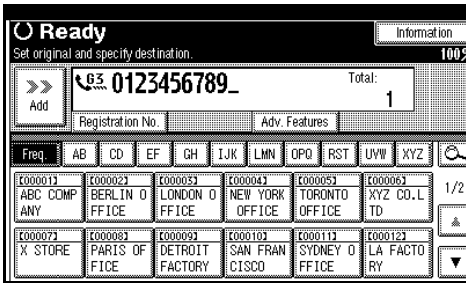 Ready
Information
Set original and specify destination.
100%
Add
G3 0123456789_
Total:
1
Registration No.
Adv. Features
Freq.
AB
CD
EF
GH
IJK
LMN
OPQ
RST
UVW
XYZ
[00001]
ABC COMP
ANY
[00002]
BERLIN O
FFICE
[00003]
LONDON O
FFICE
[00004]
NEW YORK
OFFICE
[00005]
TORONTO
OFFICE
[00006]
XYZ CO.L
TD
1/2
[00007]
X STORE
[00008]
PARIS OF
FICE
[00009]
DETROIT
FACTORY
[00010]
SAN FRAN
CISCO
[00011]
SYDNEY O
FFICE
[00012]
LA FACTO
RY